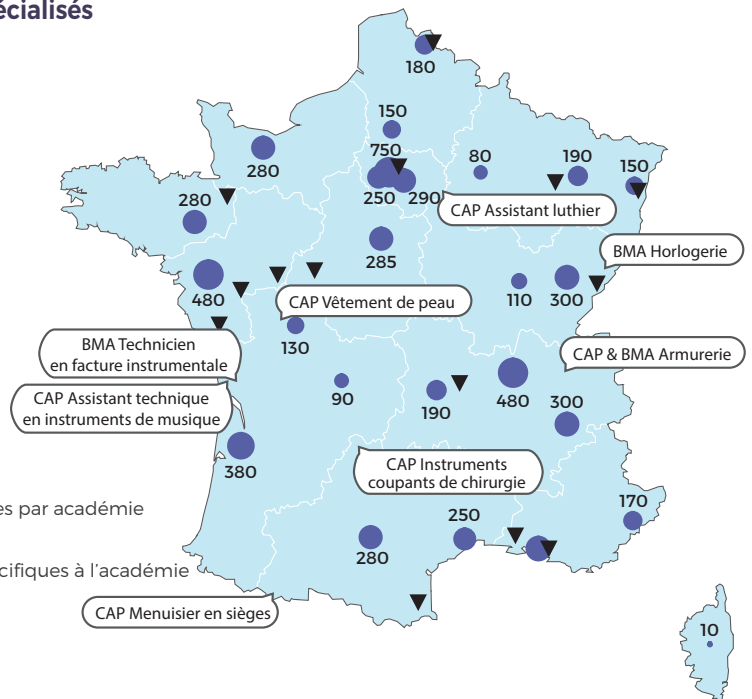 écialisés
180
150
750
80
190
150
280
250
290
280
CAP Assistant luthier
285
BMA Horlogerie
480
110
300
CAP Vêtement de peau
130
BMA Technicien
en facture instrumentale
CAP & BMA Armurerie
90
190
480
300
CAP Assistant technique
en instruments de musique
380
CAP Instruments
coupants de chirurgie
es par académie
170
250
280
cifiques à l'académie
CAP Menuisier en sièges
10